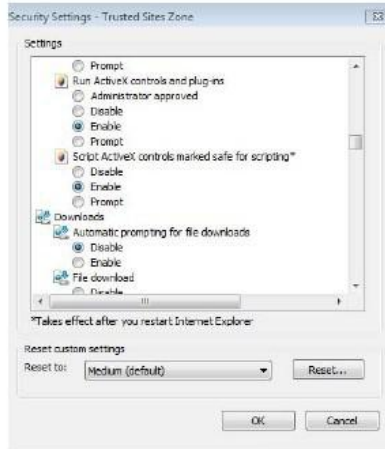 Security Settings - Trusted Sites Zone
Settings
Prompt
Run ActiveX controls and plug-ins
Administrator approved
Disable
Enable
Prompt
Script ActiveX controls marked safe for scripting*
Disable
Enable
Prompt
Downloads
Automatic prompting for file downloads
Disable
Enable
File download
Disable
*Takes effect after you restart Internet Explorer
Reset custom settings
Reset to: Medium (default) Reset...
OK Cancel